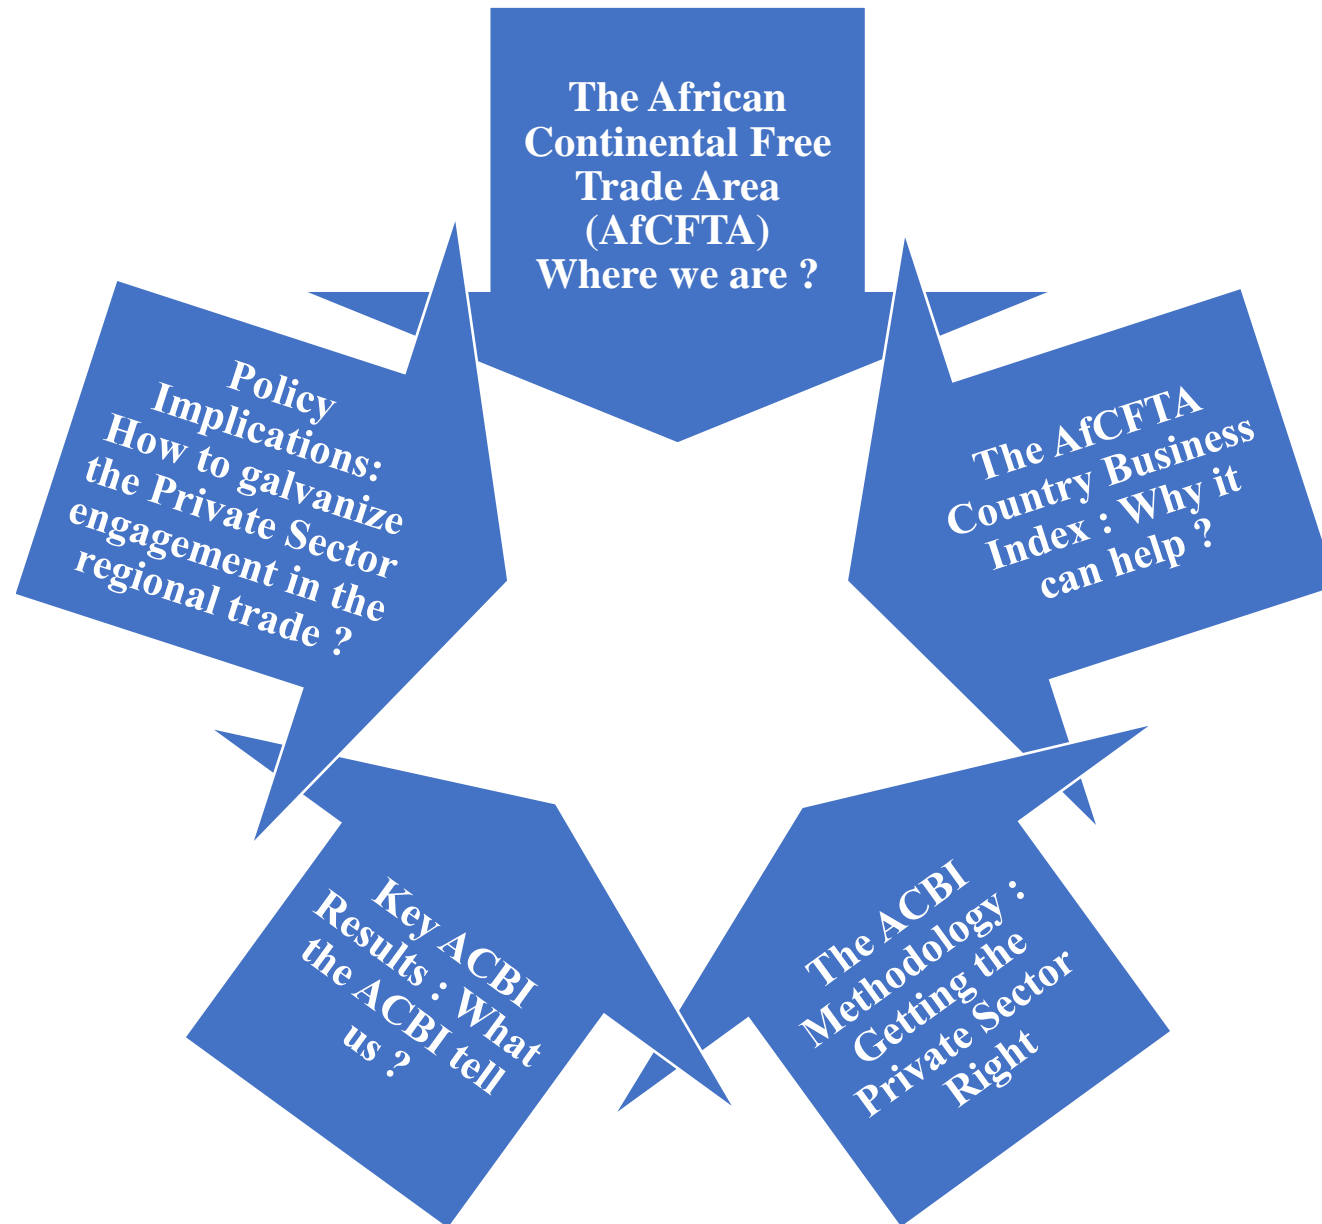 The African
Continental Free
Trade Area
(AfCFTA)
Where we are ?
The AfCFTA
Country Business
Index : Why it
can help ?
The ACBI
Methodology :
Getting the
Private Sector
Right
Key ACBI
Results : What
the ACBI tell
us ?
Policy
Implications:
How to galvanize
the Private Sector
engagement in the
regional trade ?